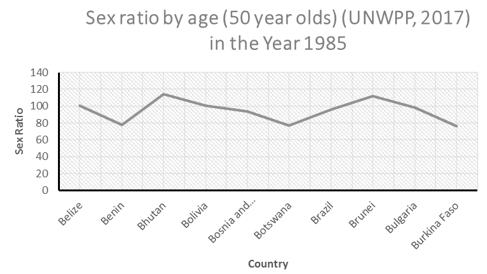 Sex ratio by age (50 year olds) (UNWPP, 2017)
in the Year 1985
Sex Ratio
140
120
100
80
60
40
20
0
Belize
Benin
Bhutan
Bolivia
Bosnia and...
Botswana
Brazil
Brunei
Bulgaria
Burkina Faso
Country